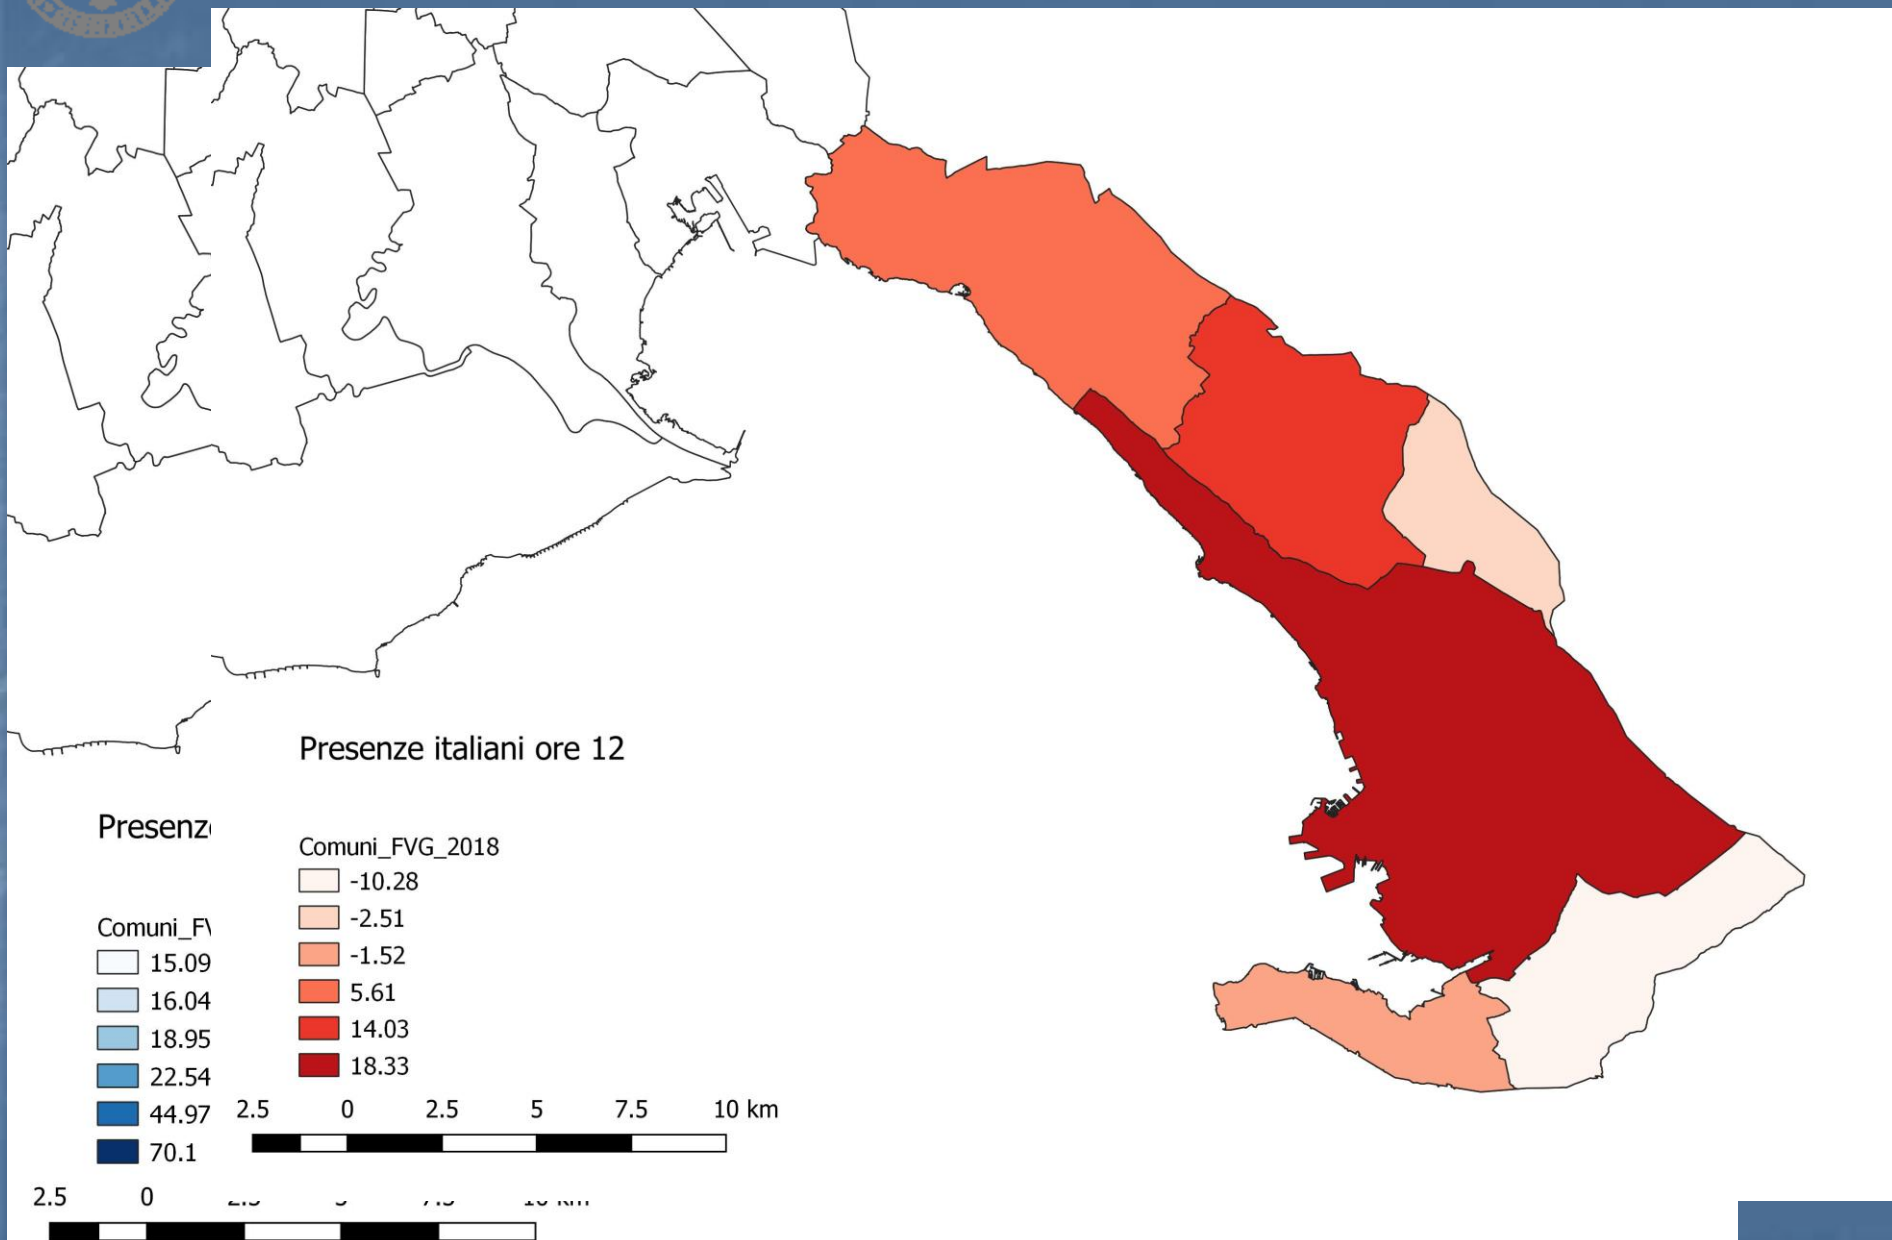 Presenze italiani ore 12
Comuni_FVG_2018
-10.28
-2.51
-1.52
5.61
14.03
18.33
2.5 0 2.5 5 7.5 10 km
Presenz
Comuni_FV
15.09
16.04
18.95
22.54
44.97
70.1
2.5 0